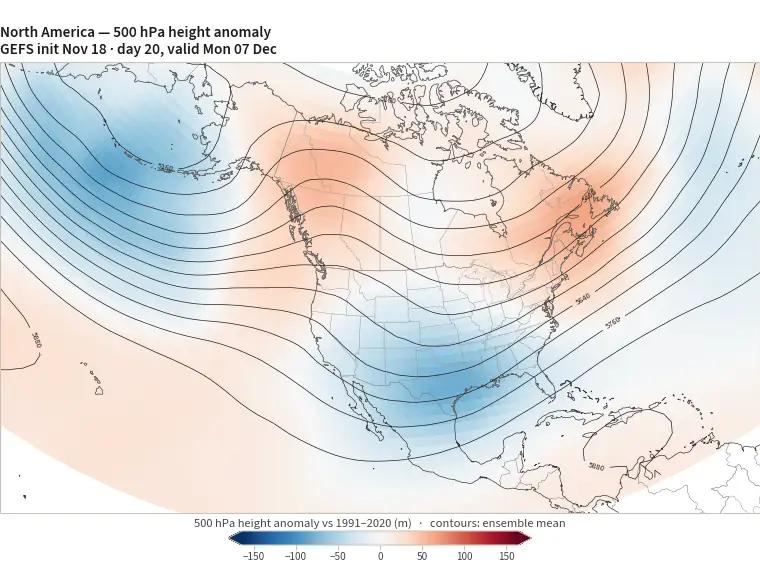 North America — 500 hPa height anomaly
GEFS init Nov 18 · day 20, valid Mon 07 Dec
5160
5640
5760
5880
5880
500 hPa height anomaly vs 1991–2020 (m) · contours: ensemble mean
−150 −100 −50 0 50 100 150